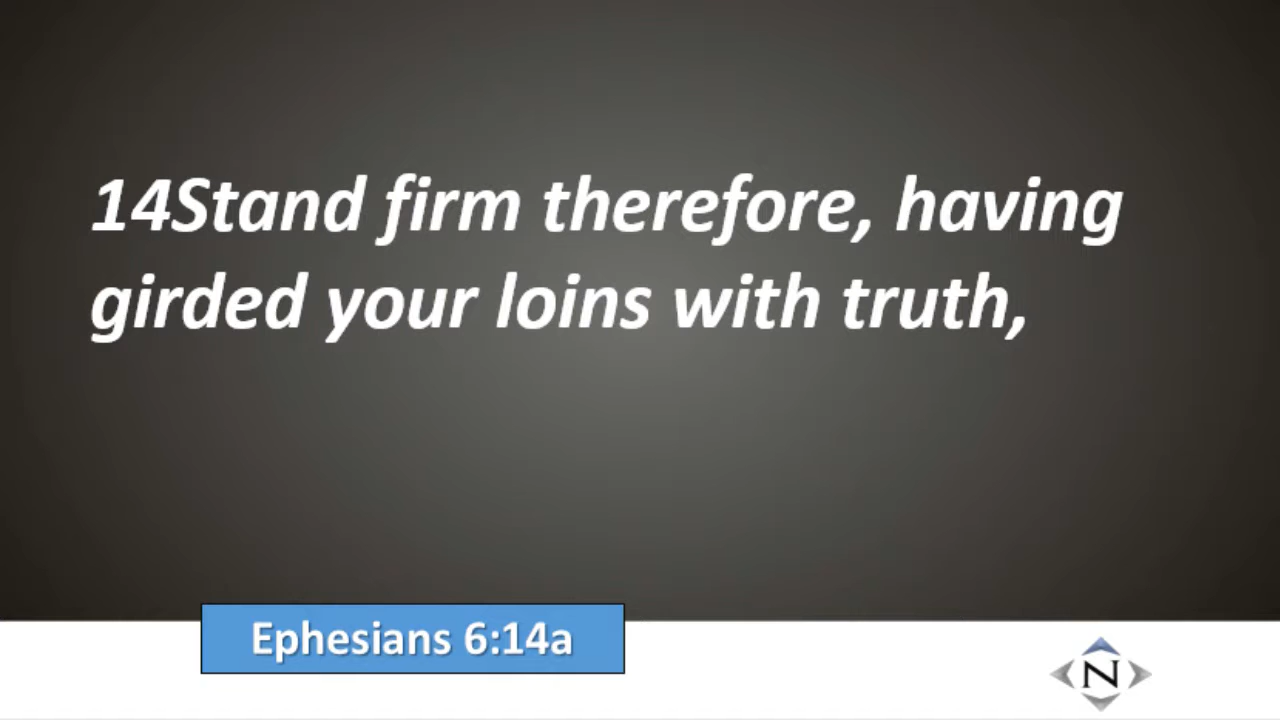 14Stand firm therefore, having
girded your loins with truth,
Ephesians 6:14a
N